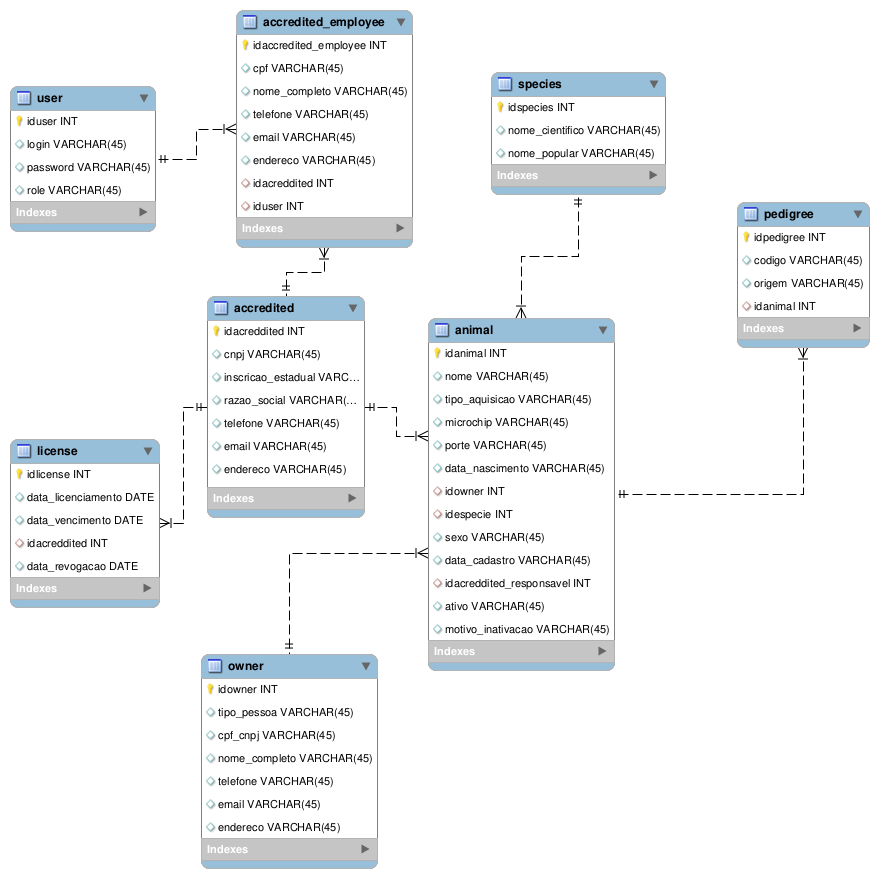 accredited_employee
idaccredited_employee INT
cpf VARCHAR(45)
nome_completo VARCHAR(45)
telefone VARCHAR(45)
email VARCHAR(45)
endereco VARCHAR(45)
idacreddited INT
iduser INT
Indexes
user
iduser INT
login VARCHAR(45)
password VARCHAR(45)
role VARCHAR(45)
Indexes
species
idspecies INT
nome_cientifico VARCHAR(45)
nome_popular VARCHAR(45)
Indexes
pedigree
idpedigree INT
codigo VARCHAR(45)
origem VARCHAR(45)
idanimal INT
Indexes
accredited
idacreddited INT
cnpj VARCHAR(45)
inscricao_estadual VARC...
razao_social VARCHAR(...
telefone VARCHAR(45)
email VARCHAR(45)
endereco VARCHAR(45)
Indexes
animal
idanimal INT
nome VARCHAR(45)
tipo_aquisicao VARCHAR(45)
microchip VARCHAR(45)
porte VARCHAR(45)
data_nascimento VARCHAR(45)
idowner INT
idespecie INT
sexo VARCHAR(45)
data_cadastro VARCHAR(45)
idacreddited_responsavel INT
ativo VARCHAR(45)
motivo_inativacao VARCHAR(45)
Indexes
license
idlicense INT
data_licenciamento DATE
data_vencimento DATE
idacreddited INT
data_revogacao DATE
Indexes
owner
idowner INT
tipo_pessoa VARCHAR(45)
cpf_cnpj VARCHAR(45)
nome_completo VARCHAR(45)
telefone VARCHAR(45)
email VARCHAR(45)
endereco VARCHAR(45)
Indexes